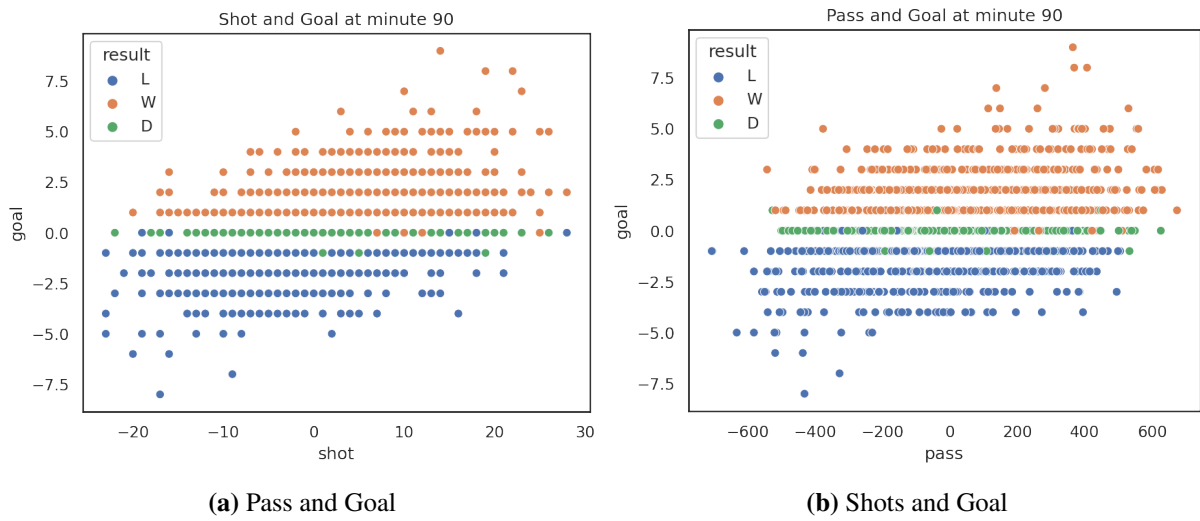 Shot and Goal at minute 90
result
L
W
D
7.5
5.0
2.5
0.0
−2.5
−5.0
−7.5
goal
−20 −10 0 10 20 30
shot
(a) Pass and Goal
Pass and Goal at minute 90
result
L
W
D
7.5
5.0
2.5
0.0
−2.5
−5.0
−7.5
goal
−600 −400 −200 0 200 400 600
pass
(b) Shots and Goal